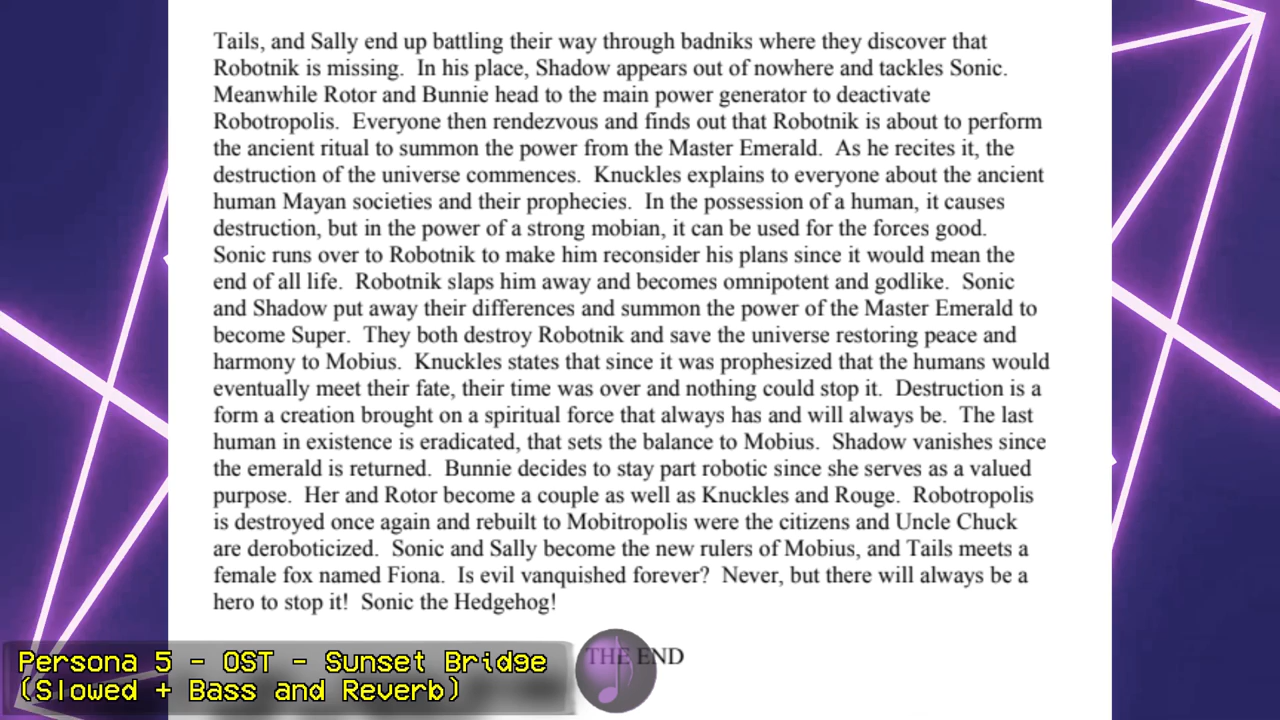 Tails, and Sally end up battling their way through badniks where they discover that
Robotnik is missing.  In his place, Shadow appears out of nowhere and tackles Sonic.
Meanwhile Rotor and Bunnie head to the main power generator to deactivate
Robotropolis.  Everyone then rendezvous and finds out that Robotnik is about to perform
the ancient ritual to summon the power from the Master Emerald.  As he recites it, the
destruction of the universe commences.  Knuckles explains to everyone about the ancient
human Mayan societies and their prophecies.  In the possession of a human, it causes
destruction, but in the power of a strong mobian, it can be used for the forces good.
Sonic runs over to Robotnik to make him reconsider his plans since it would mean the
end of all life.  Robotnik slaps him away and becomes omnipotent and godlike.  Sonic
and Shadow put away their differences and summon the power of the Master Emerald to
become Super.  They both destroy Robotnik and save the universe restoring peace and
harmony to Mobius.  Knuckles states that since it was prophesized that the humans would
eventually meet their fate, their time was over and nothing could stop it.  Destruction is a
form a creation brought on a spiritual force that always has and will always be.  The last
human in existence is eradicated, that sets the balance to Mobius.  Shadow vanishes since
the emerald is returned.  Bunnie decides to stay part robotic since she serves as a valued
purpose.  Her and Rotor become a couple as well as Knuckles and Rouge.  Robotropolis
is destroyed once again and rebuilt to Mobitropolis were the citizens and Uncle Chuck
are deroboticized.  Sonic and Sally become the new rulers of Mobius, and Tails meets a
female fox named Fiona.  Is evil vanquished forever?  Never, but there will always be a
hero to stop it!  Sonic the Hedgehog!
THE END
Persona 5 - OST - Sunset Bridge
(Slowed + Bass and Reverb)